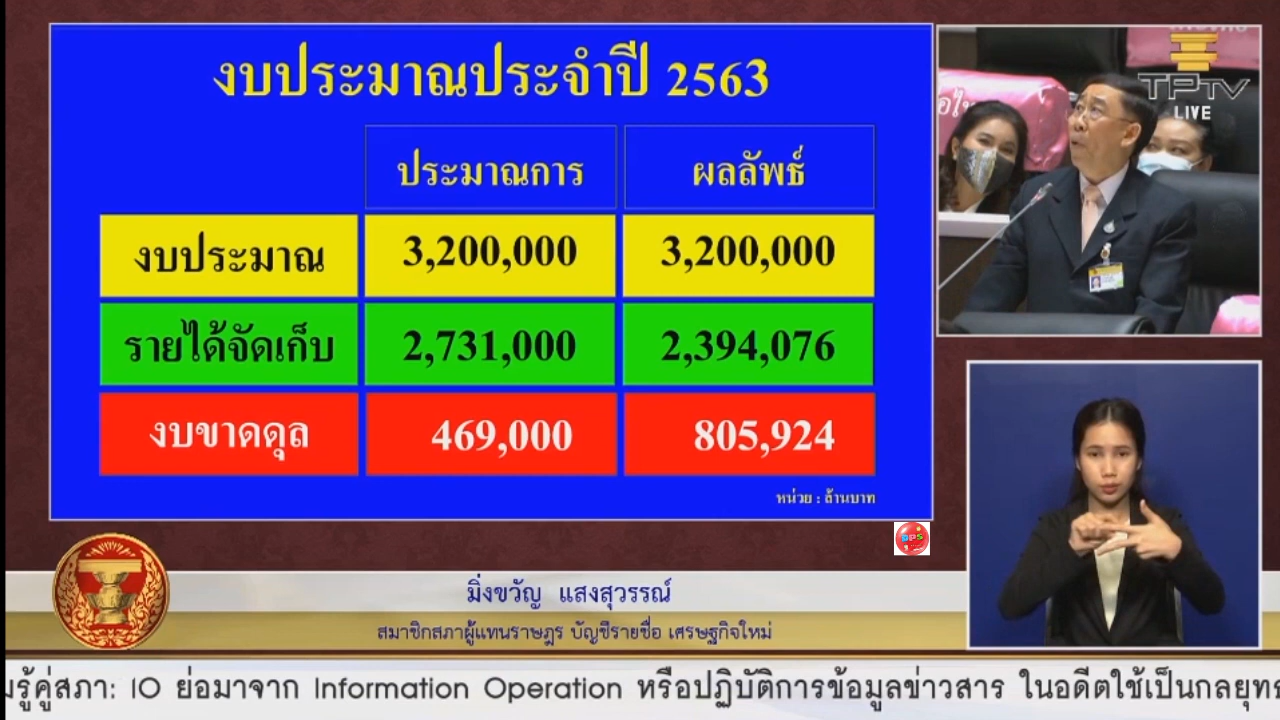 งบประมาณประจำปี 2563
ประมาณการ ผลลัพธ์
งบประมาณ 3,200,000 3,200,000
รายได้จัดเก็บ 2,731,000 2,394,076
งบขาดดุล 469,000 805,924
หน่วย : ล้านบาท
TPTV
LIVE
DPS
มิ่งขวัญ แสงสุวรรณ์
สมาชิกสภาผู้แทนราษฎร บัญชีรายชื่อ เศรษฐกิจใหม่
มรู้คู่สภา: IO ย่อมาจาก Information Operation หรือปฏิบัติการข้อมูลข่าวสาร ในอดีตใช้เป็นกลยุทธ